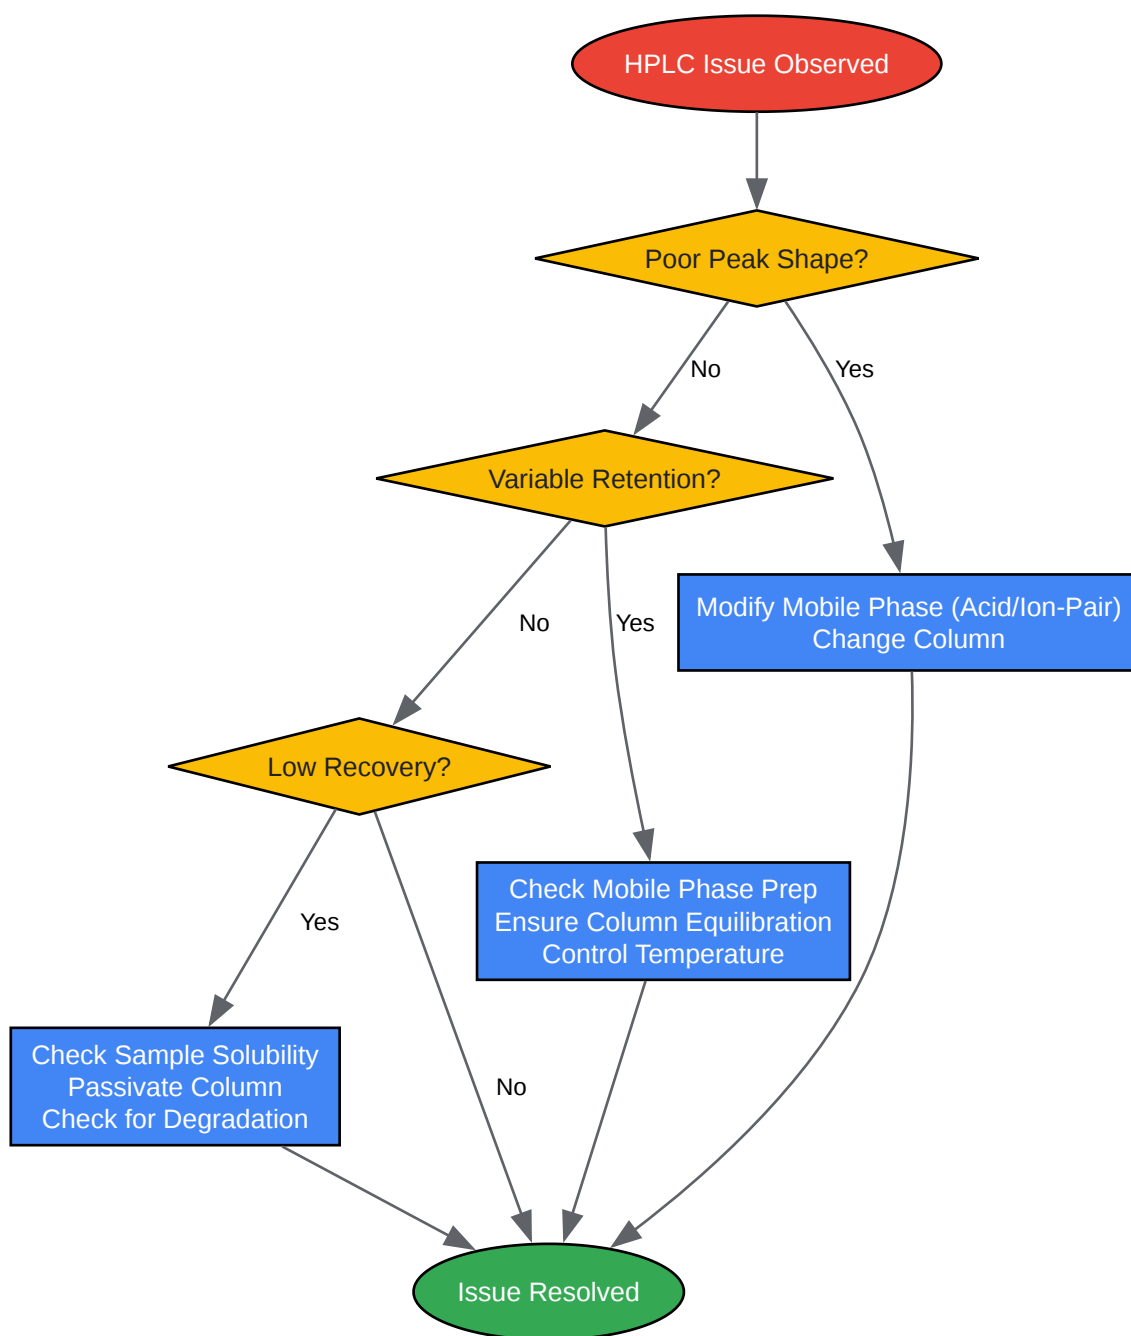 HPLC Issue Observed
Poor Peak Shape?
No
Yes
Variable Retention?
Modify Mobile Phase (Acid/Ion-Pair)
Change Column
No
Yes
Low Recovery?
Check Mobile Phase Prep
Ensure Column Equilibration
Control Temperature
Yes
Check Sample Solubility
Passivate Column
Check for Degradation
No
Issue Resolved